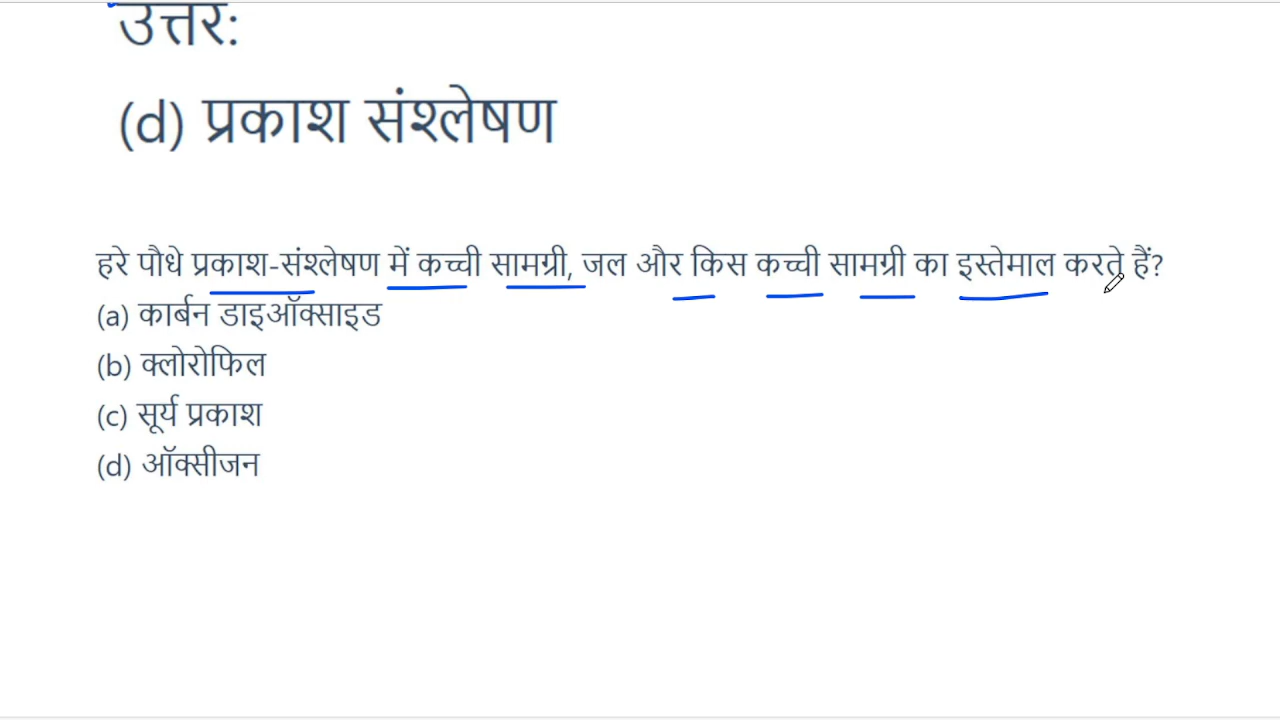 उत्तर:
(d) प्रकाश संश्लेषण
हरे पौधे प्रकाश-संश्लेषण में कच्ची सामग्री, जल और किस कच्ची सामग्री का इस्तेमाल करते हैं?
(a) कार्बन डाइऑक्साइड
(b) क्लोरोफिल
(c) सूर्य प्रकाश
(d) ऑक्सीजन